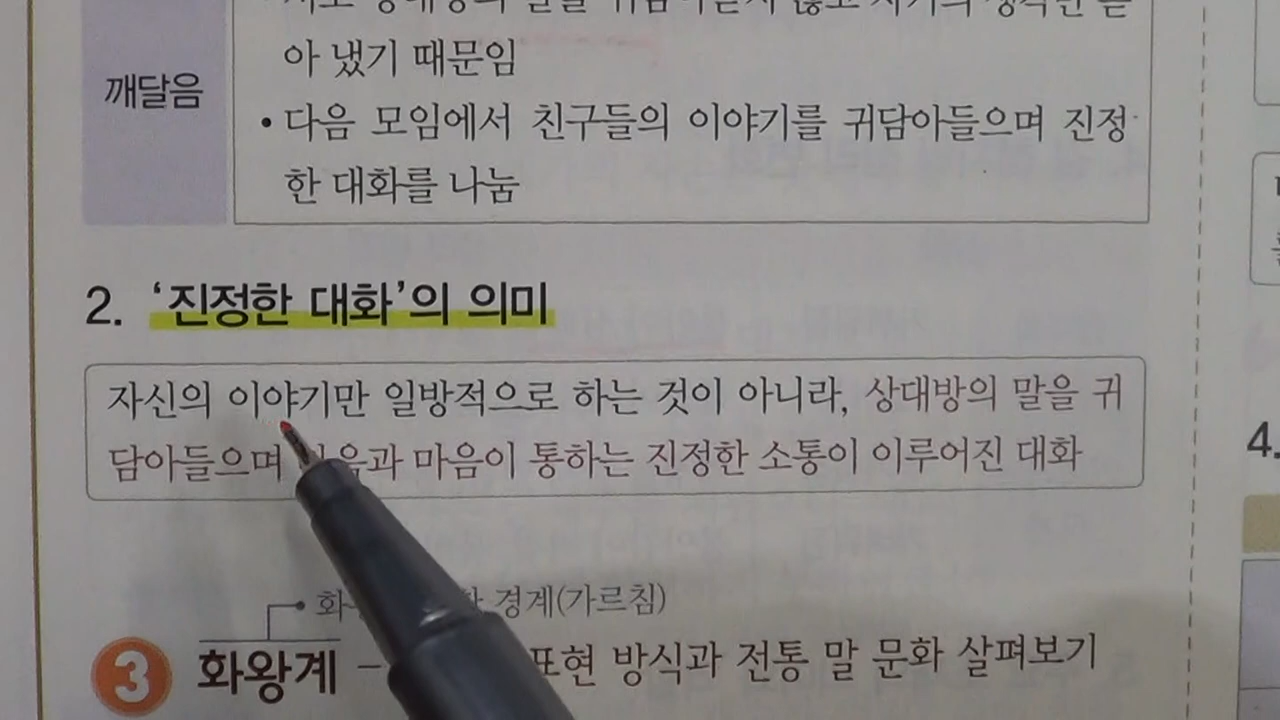 아 냈기 때문임
깨달음
• 다음 모임에서 친구들의 이야기를 귀담아들으며 진정
한 대화를 나눔
2. ‘진정한 대화’의 의미
자신의 이야기만 일방적으로 하는 것이 아니라, 상대방의 말을 귀
담아들으며 마음과 마음이 통하는 진정한 소통이 이루어진 대화
경계(가르침)
3 화왕계 – 표현 방식과 전통 말 문화 살펴보기
4.